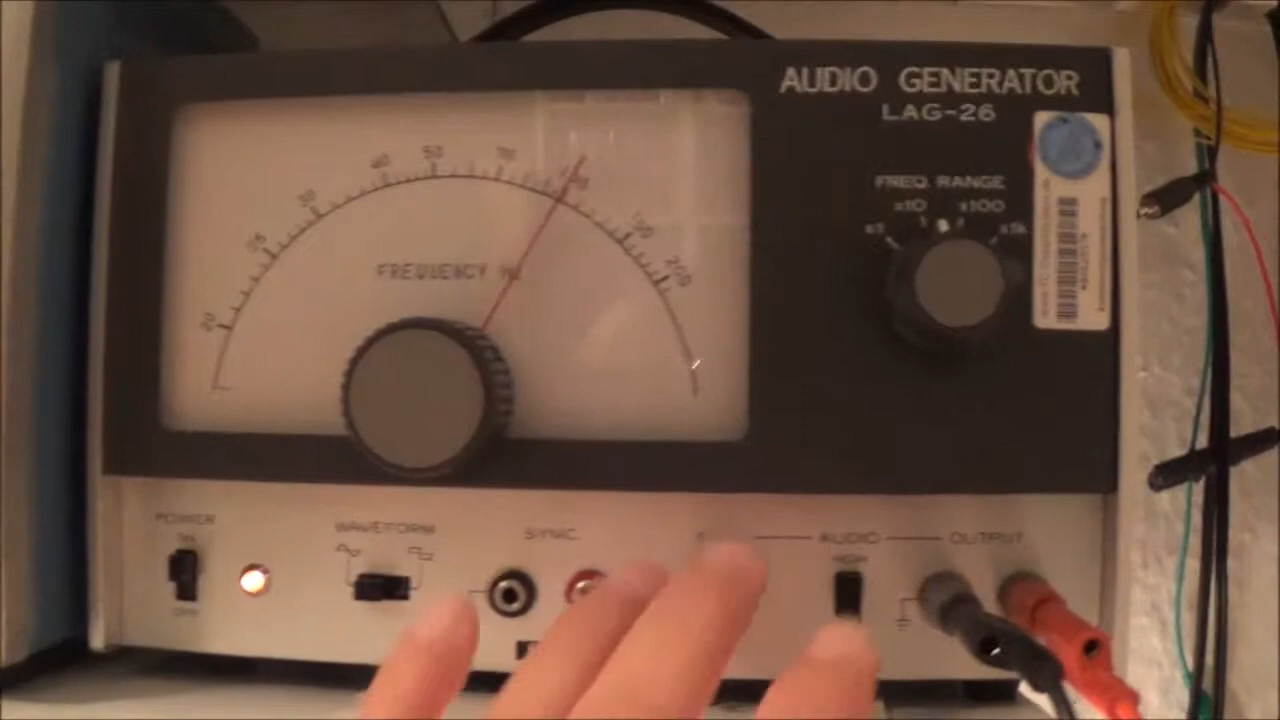 AUDIO GENERATOR
LAG-26
FREQ. RANGE
x10 x100
x1 x1k
20 25 30 40 50 70 150 200
FREQUENCY Hz
POWER
ON
OFF
WAVEFORM
SYNC
AUDIO OUTPUT
HIGH